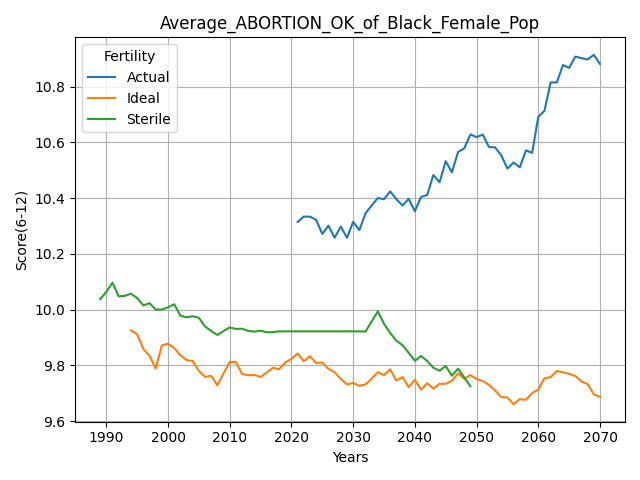 Average_ABORTION_OK_of_Black_Female_Pop
Fertility
Actual
Ideal
Sterile
Score(6-12)
10.8
10.6
10.4
10.2
10.0
9.8
9.6
1990 2000 2010 2020 2030 2040 2050 2060 2070
Years